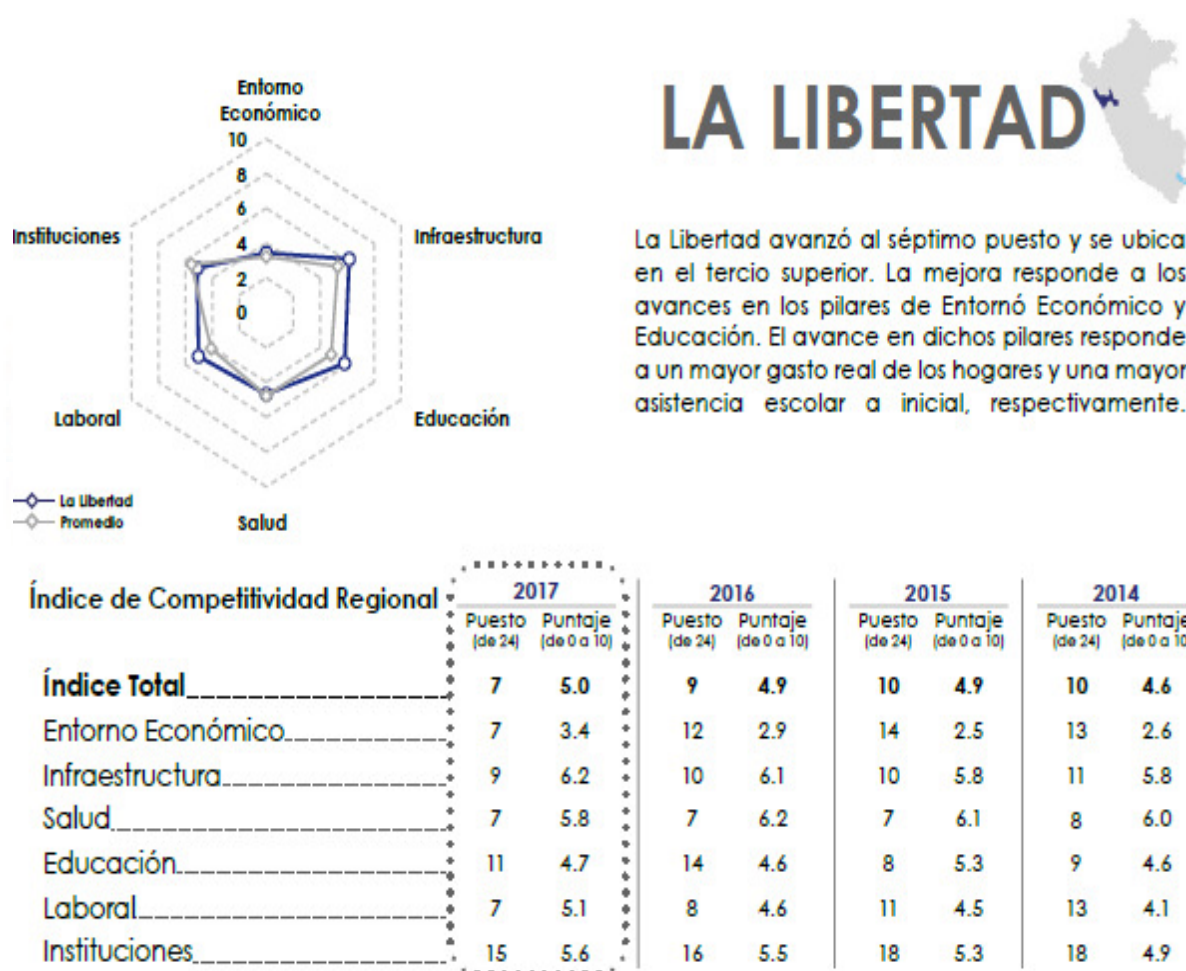 Entorno
Económico
10
8
6
4
2
0
Instituciones
Infraestructura
Laboral
Educación
Salud
La Libertad
Promedio
LA LIBERTAD
La Libertad avanzó al séptimo puesto y se ubica
en el tercio superior. La mejora responde a los
avances en los pilares de Entornó Económico y
Educación. El avance en dichos pilares responde
a un mayor gasto real de los hogares y una mayor
asistencia escolar a inicial, respectivamente.
Índice de Competitividad Regional 2017 2016 2015 2014
Puesto Puntaje Puesto Puntaje Puesto Puntaje Puesto Puntaje
(de 24) (de 0 a 10) (de 24) (de 0 a 10) (de 24) (de 0 a 10) (de 24) (de 0 a 10
Índice Total 7 5.0 9 4.9 10 4.9 10 4.6
Entorno Económico 7 3.4 12 2.9 14 2.5 13 2.6
Infraestructura 9 6.2 10 6.1 10 5.8 11 5.8
Salud 7 5.8 7 6.2 7 6.1 8 6.0
Educación 11 4.7 14 4.6 8 5.3 9 4.6
Laboral 7 5.1 8 4.6 11 4.5 13 4.1
Instituciones 15 5.6 16 5.5 18 5.3 18 4.9